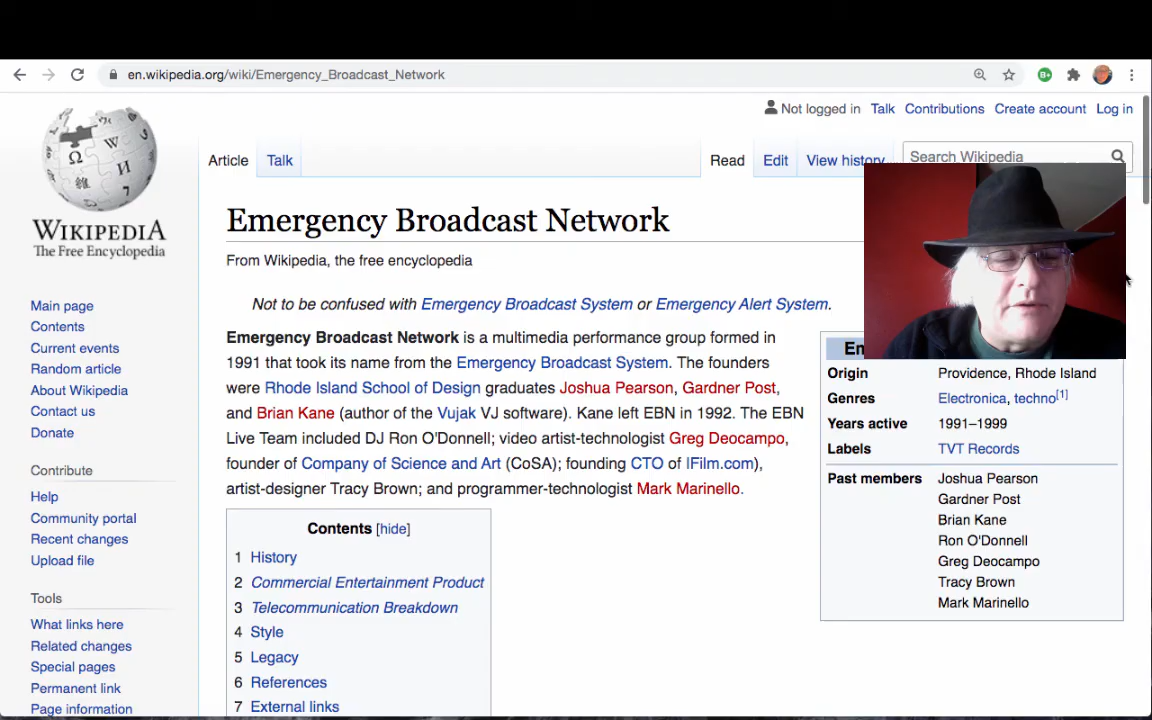 en.wikipedia.org/wiki/Emergency_Broadcast_Network
Not logged in Talk Contributions Create account Log in
Article Talk Read Edit View history Search Wikipedia
WIKIPEDIA
The Free Encyclopedia
Main page
Contents
Current events
Random article
About Wikipedia
Contact us
Donate
Contribute
Help
Community portal
Recent changes
Upload file
Tools
What links here
Related changes
Special pages
Permanent link
Page information
Emergency Broadcast Network
From Wikipedia, the free encyclopedia
Not to be confused with Emergency Broadcast System or Emergency Alert System.
Emergency Broadcast Network is a multimedia performance group formed in
1991 that took its name from the Emergency Broadcast System. The founders
were Rhode Island School of Design graduates Joshua Pearson, Gardner Post,
and Brian Kane (author of the Vujak VJ software). Kane left EBN in 1992. The EBN
Live Team included DJ Ron O'Donnell; video artist-technologist Greg Deocampo,
founder of Company of Science and Art (CoSA); founding CTO of IFilm.com),
artist-designer Tracy Brown; and programmer-technologist Mark Marinello.
Contents [hide]
1 History
2 Commercial Entertainment Product
3 Telecommunication Breakdown
4 Style
5 Legacy
6 References
7 External links
Origin Providence, Rhode Island
Genres Electronica, techno[1]
Years active 1991–1999
Labels TVT Records
Past members Joshua Pearson
Gardner Post
Brian Kane
Ron O'Donnell
Greg Deocampo
Tracy Brown
Mark Marinello